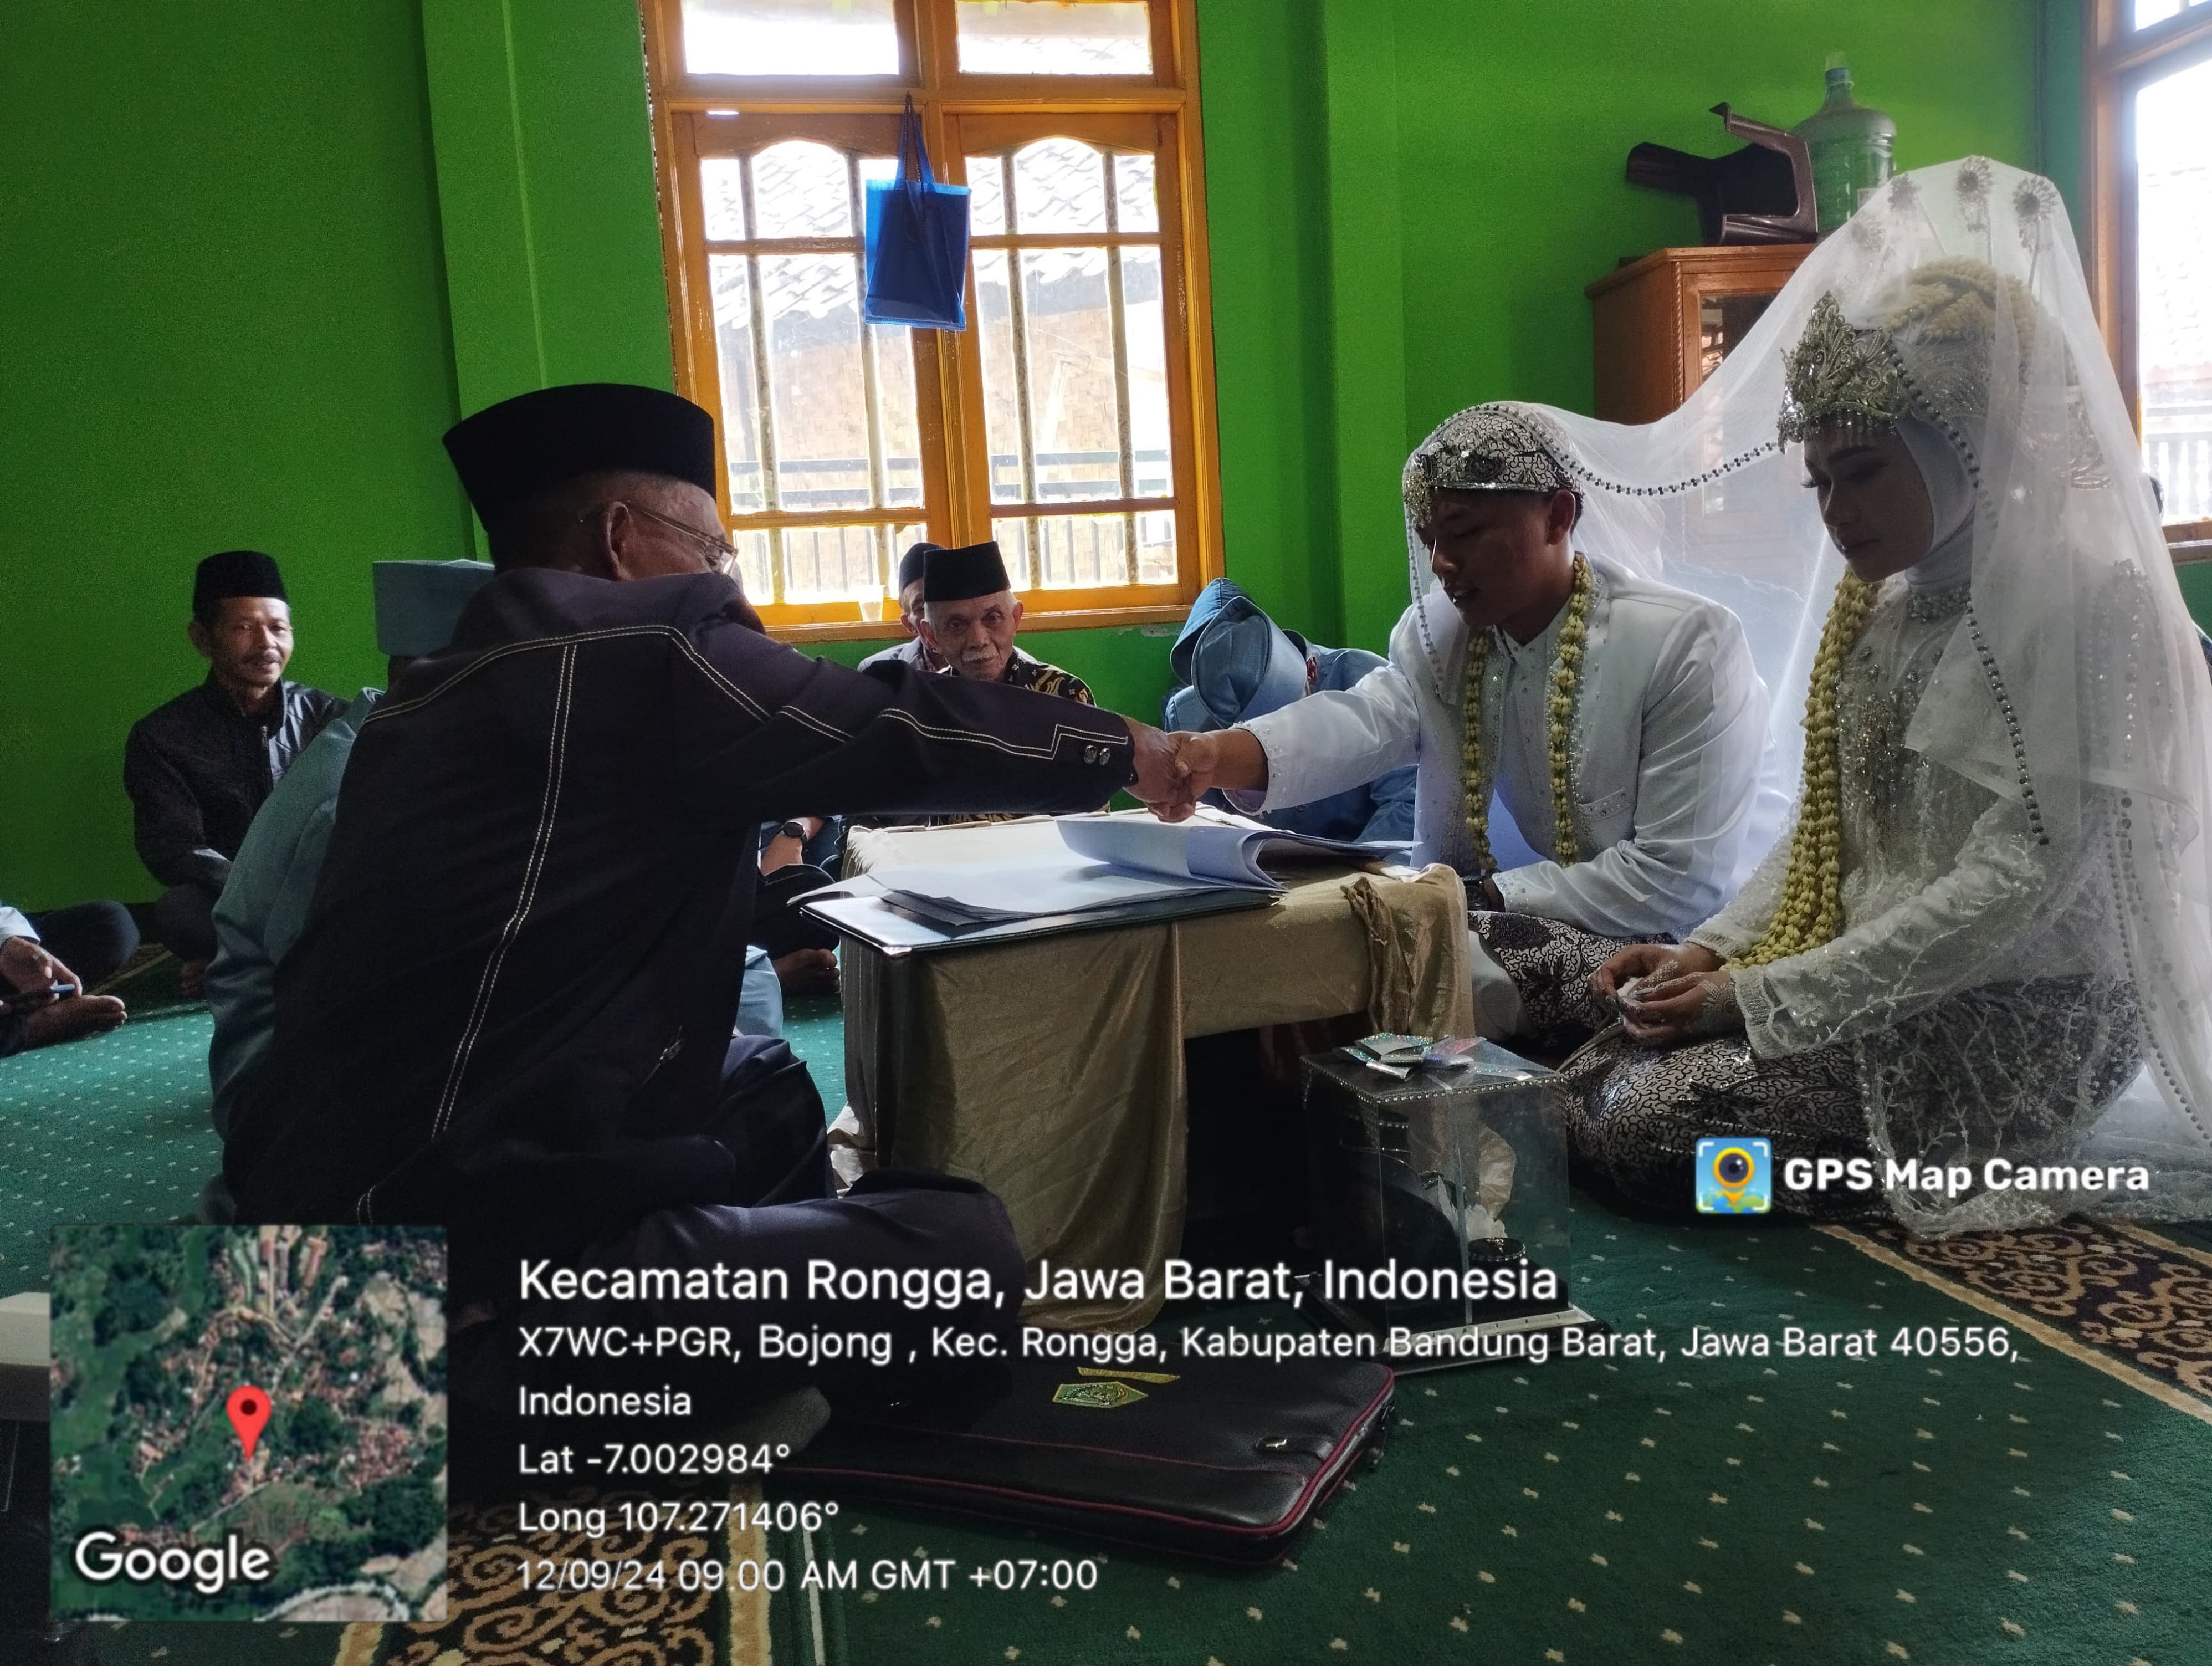 GPS Map Camera
Kecamatan Rongga, Jawa Barat, Indonesia
X7WC+PGR, Bojong , Kec. Rongga, Kabupaten Bandung Barat, Jawa Barat 40556,
Indonesia
Lat -7.002984°
Long 107.271406°
12/09/24 09.00 AM GMT +07:00
Google